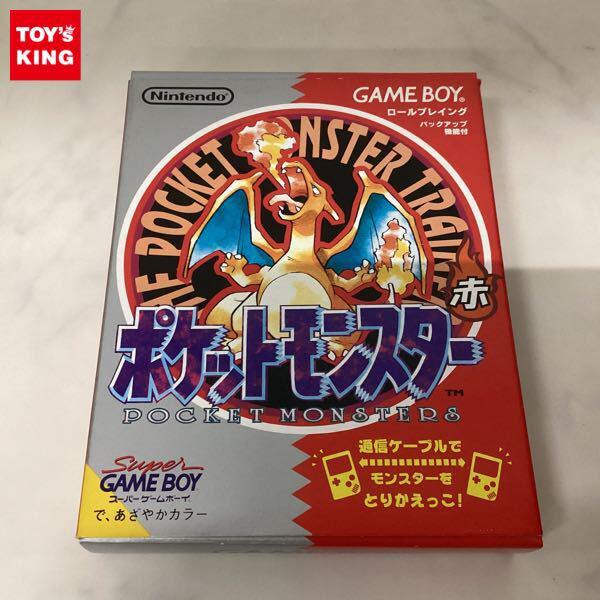 TOY's
KING
Nintendo
GAME BOY®
ロールプレイング
バックアップ
機能付
POCKET MONSTER TRAINER
赤
ポケットモンスター
TM
POCKET MONSTERS
Super
GAME BOY
スーパーゲームボーイ
で、あざやかカラー
通信ケーブルで
モンスターを
とりかえっこ!